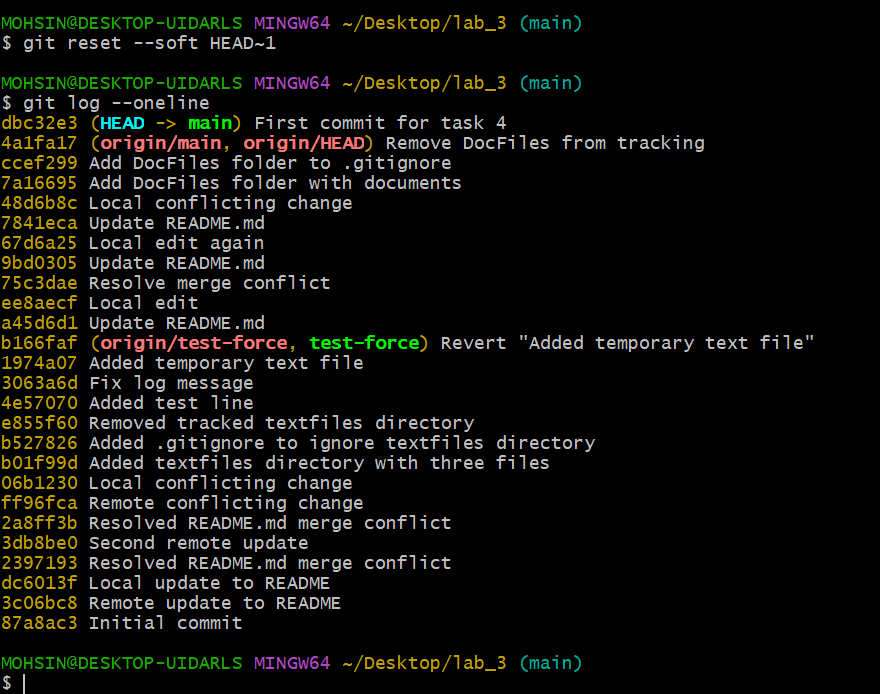 MOHSIN@DESKTOP-UIDARLS MINGW64 ~/Desktop/lab_3 (main)
$ git reset --soft HEAD~1
MOHSIN@DESKTOP-UIDARLS MINGW64 ~/Desktop/lab_3 (main)
$ git log --oneline
dbc32e3 (HEAD -> main) First commit for task 4
4a1fa17 (origin/main, origin/HEAD) Remove DocFiles from tracking
ccef299 Add DocFiles folder to .gitignore
7a16695 Add DocFiles folder with documents
48d6b8c Local conflicting change
7841eca Update README.md
67d6a25 Local edit again
9bd0305 Update README.md
75c3dae Resolve merge conflict
ee8aecf Local edit
a45d6d1 Update README.md
b166faf (origin/test-force, test-force) Revert "Added temporary text file"
1974a07 Added temporary text file
3063a6d Fix log message
4e57070 Added test line
e855f60 Removed tracked textfiles directory
b527826 Added .gitignore to ignore textfiles directory
b01f99d Added textfiles directory with three files
06b1230 Local conflicting change
ff96fca Remote conflicting change
2a8ff3b Resolved README.md merge conflict
3db8be0 Second remote update
2397193 Resolved README.md merge conflict
dc6013f Local update to README
3c06bc8 Remote update to README
87a8ac3 Initial commit
MOHSIN@DESKTOP-UIDARLS MINGW64 ~/Desktop/lab_3 (main)
$